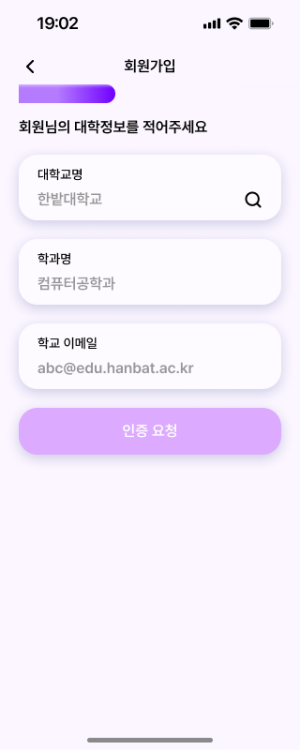 19:02
회원가입
회원님의 대학정보를 적어주세요
대학교명
한밭대학교
학과명
컴퓨터공학과
학교 이메일
abc@edu.hanbat.ac.kr
인증 요청